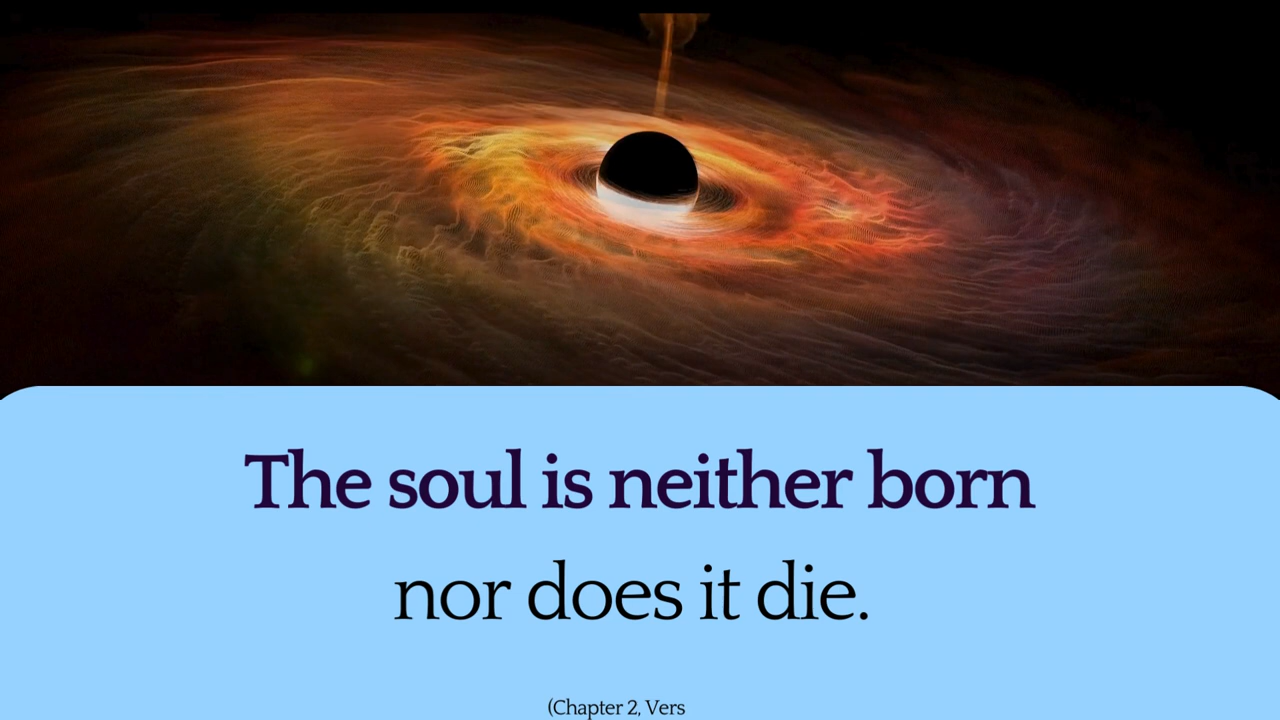 The soul is neither born
nor does it die.
(Chapter 2, Vers